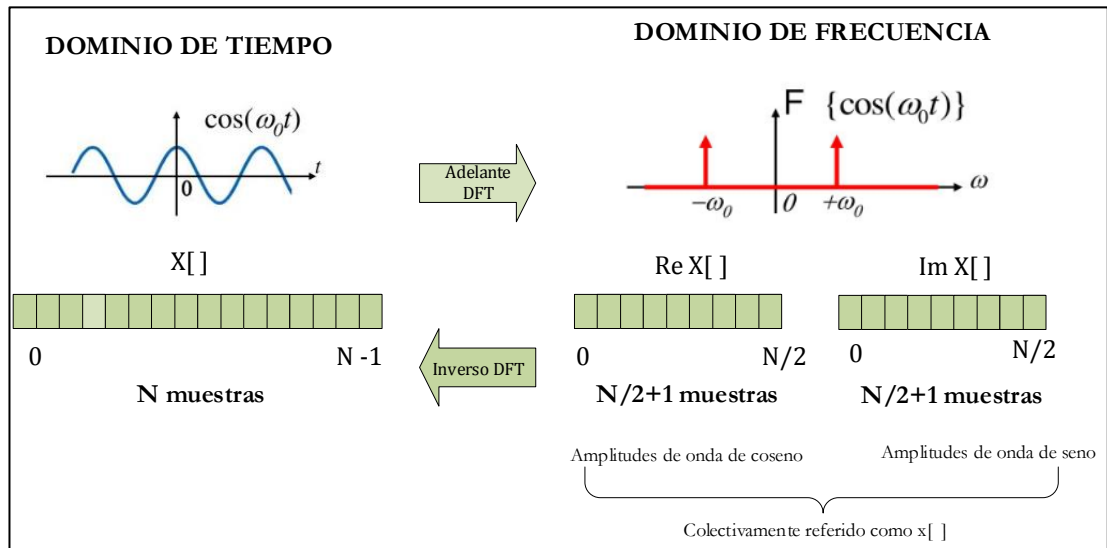 DOMINIO DE TIEMPO
cos(ω₀t)
t
0
X[ ]
0
N -1
N muestras
Adelante
DFT
Inverso DFT
DOMINIO DE FRECUENCIA
F {cos(ω₀t)}
ω
−ω₀
0
+ω₀
Re X[ ]
Im X[ ]
0
N/2
0
N/2
N/2+1 muestras
N/2+1 muestras
Amplitudes de onda de coseno
Amplitudes de onda de seno
Colectivamente referido como x[ ]